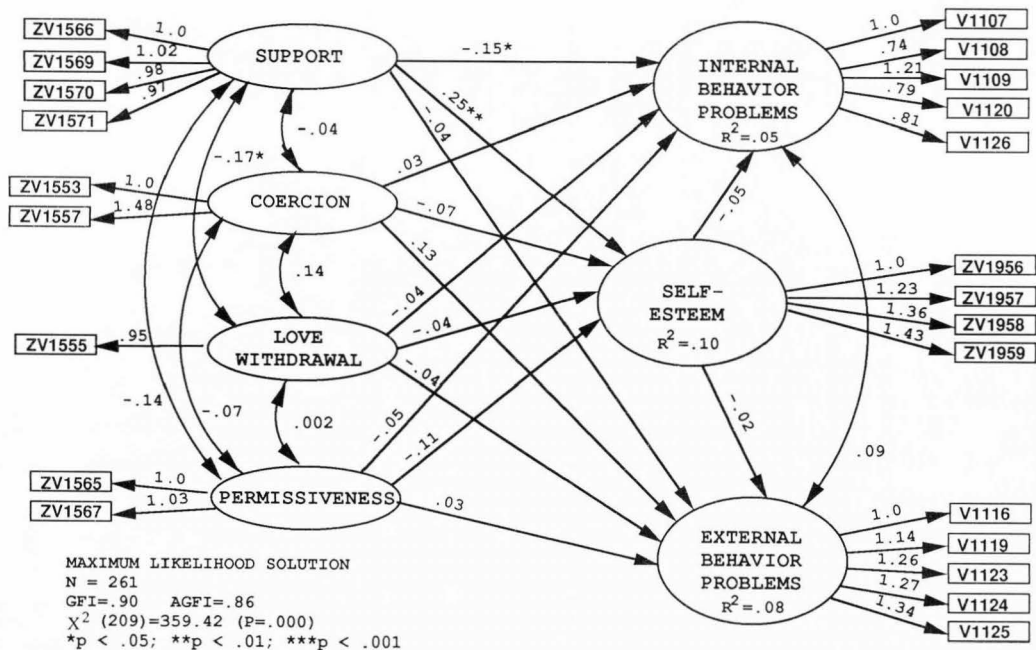 ZV1566
ZV1569
ZV1570
ZV1571
1.0
1.02
.98
.97
SUPPORT
-.15*
.25**
-.04
-.04
-.17*
ZV1553
ZV1557
1.0
1.48
COERCION
.03
-.07
.13
.14
ZV1555
.95
LOVE
WITHDRAWAL
-.04
-.04
-.04
-.14
-.07
.002
ZV1565
ZV1567
1.0
1.03
PERMISSIVENESS
-.05
-.11
.03
INTERNAL
BEHAVIOR
PROBLEMS
R²=.05
1.0
.74
1.21
.79
.81
V1107
V1108
V1109
V1120
V1126
-.05
SELF-
ESTEEM
R²=.10
1.0
1.23
1.36
1.43
ZV1956
ZV1957
ZV1958
ZV1959
-.02
.09
EXTERNAL
BEHAVIOR
PROBLEMS
R²=.08
1.0
1.14
1.26
1.27
1.34
V1116
V1119
V1123
V1124
V1125
MAXIMUM LIKELIHOOD SOLUTION
N = 261
GFI=.90 AGFI=.86
X² (209)=359.42 (P=.000)
*p < .05; **p < .01; ***p < .001